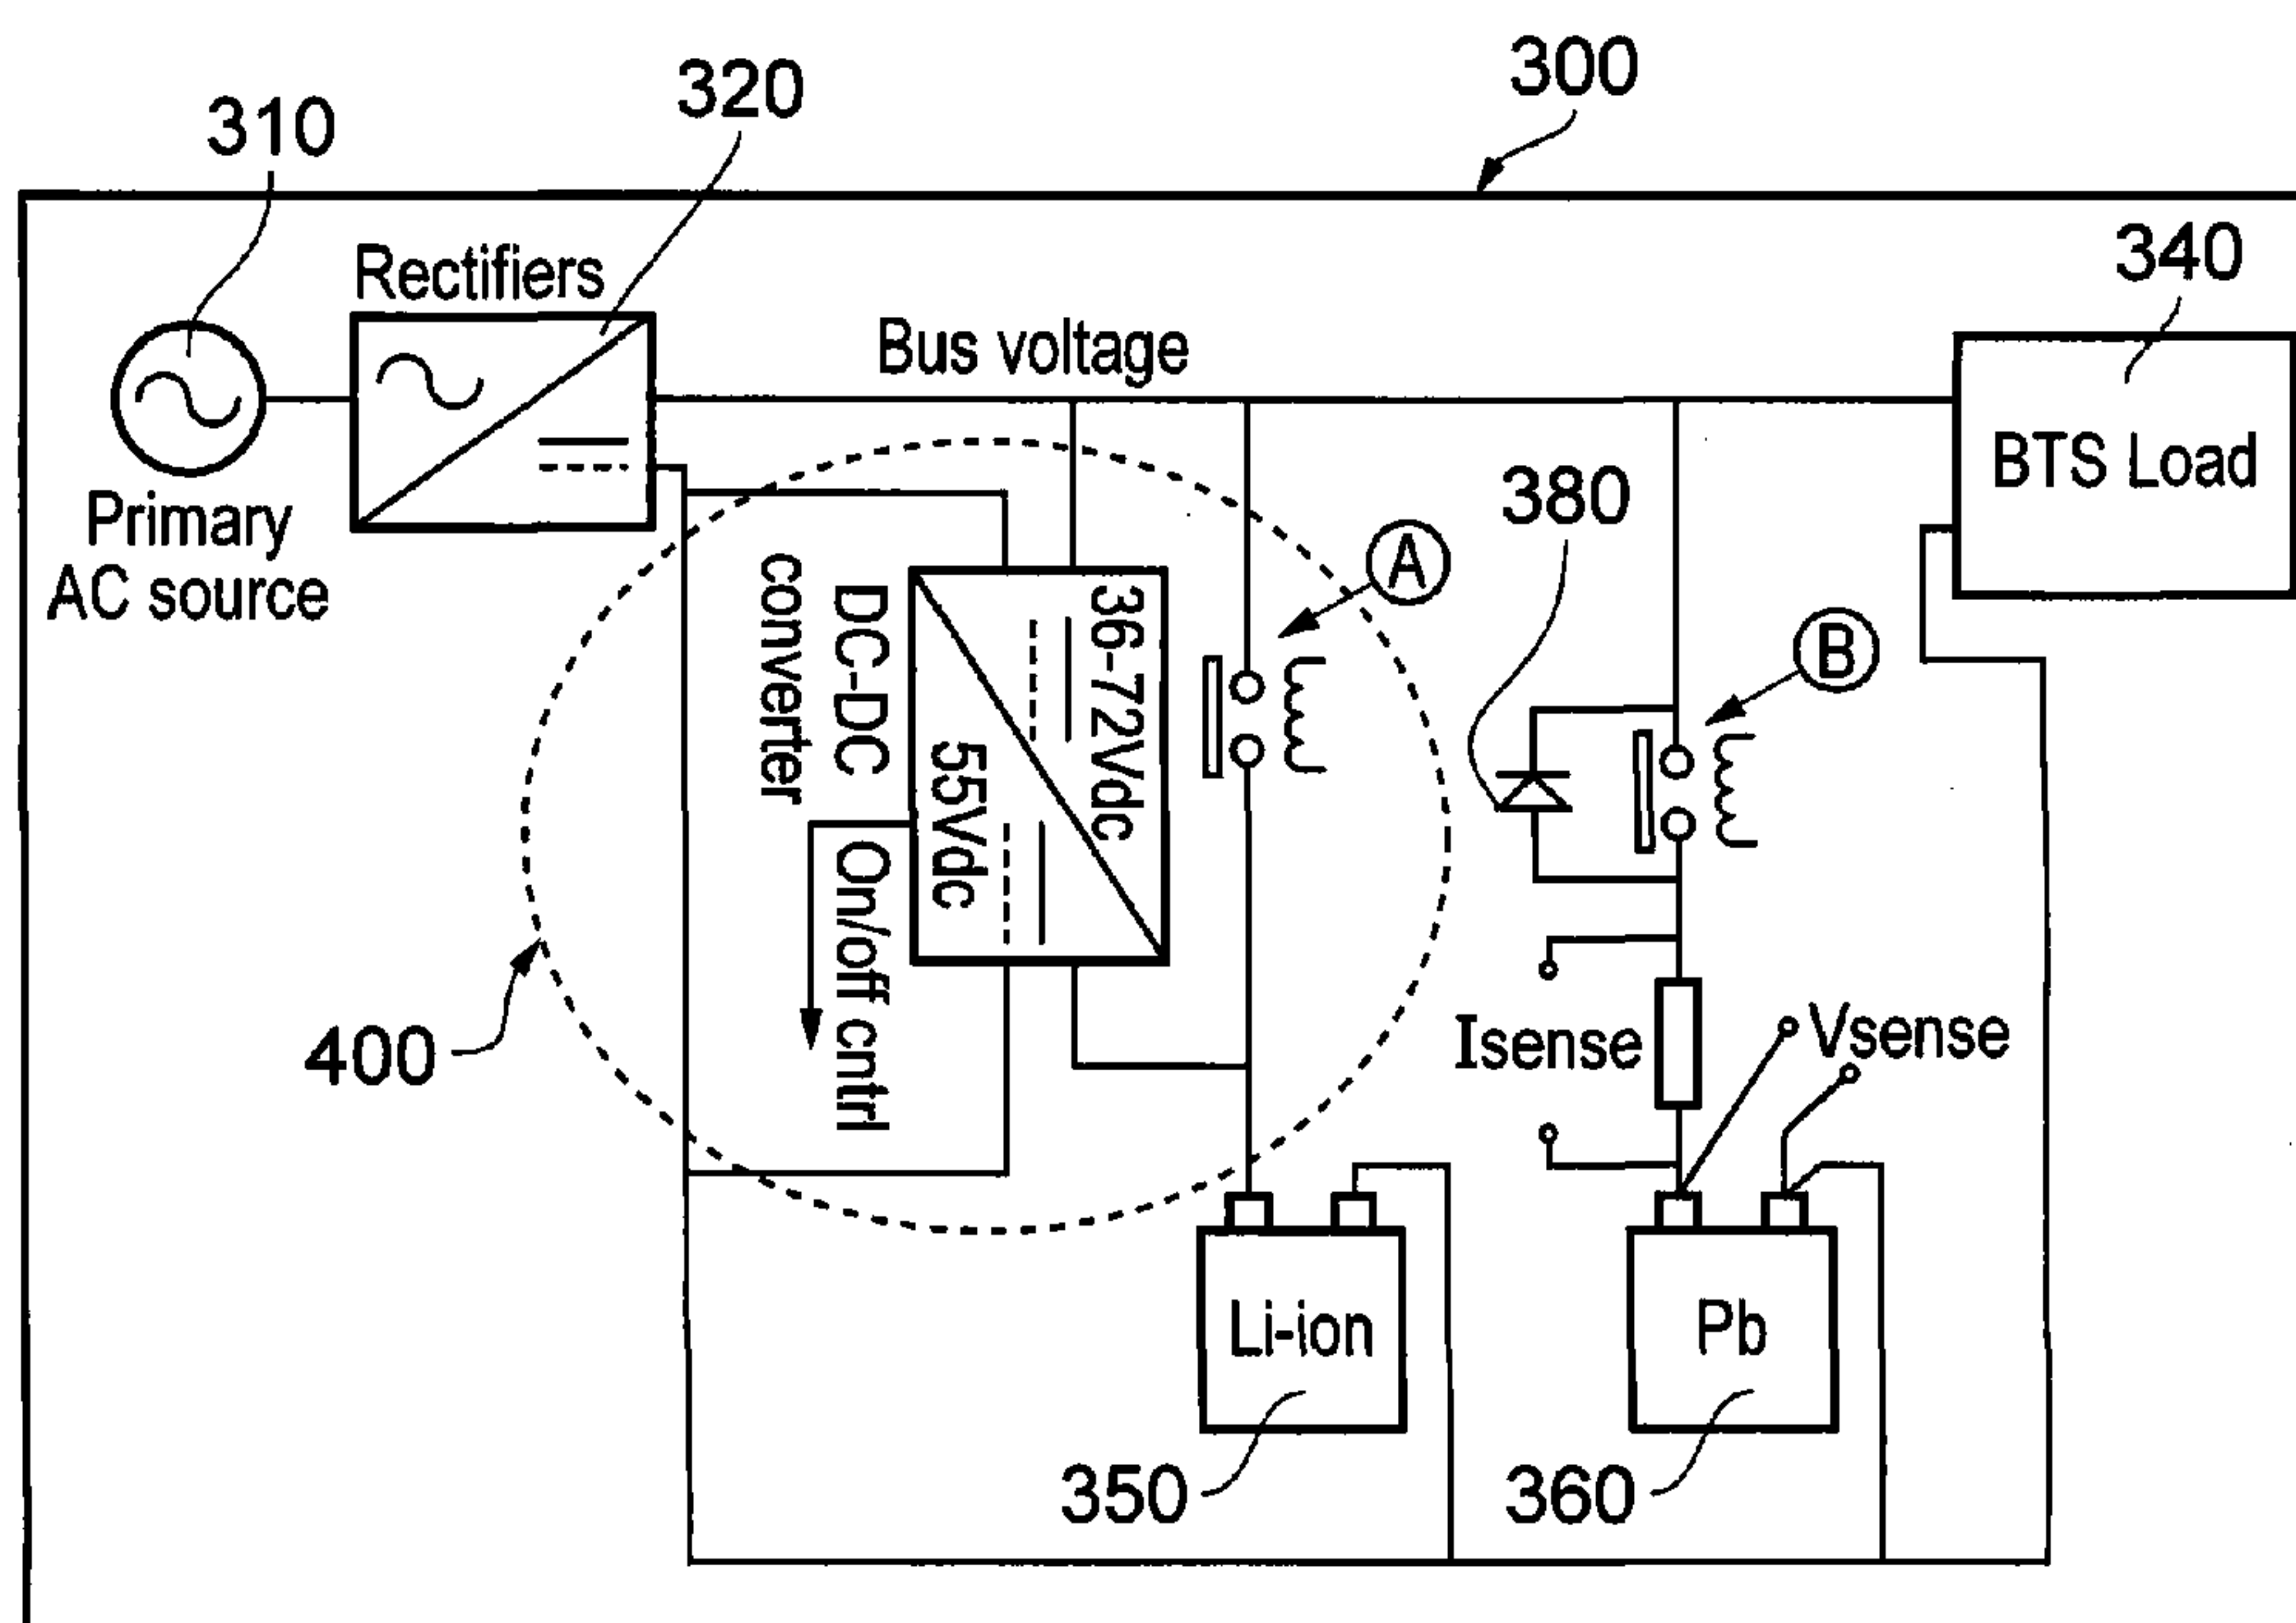 300
320
310
340
Rectifiers
Bus voltage
BTS Load
380
Primary
AC source
A
B
DC-DC
converter
36-72Vdc
55Vdc
On/off cntrl
400
Isense
Vsense
Li-ion
Pb
350
360